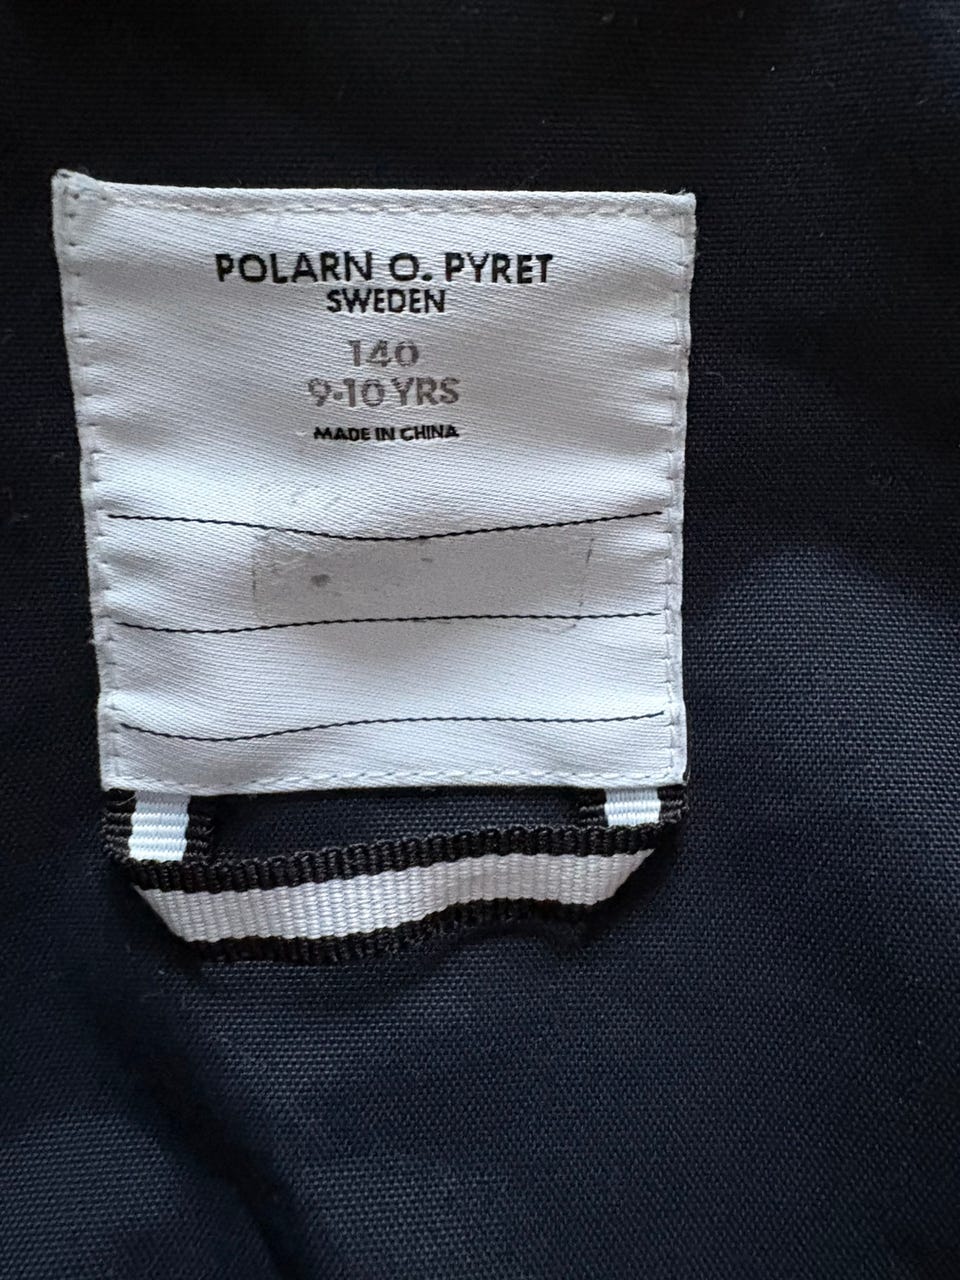 POLARN O. PYRET
SWEDEN
140
9-10 YRS
MADE IN CHINA